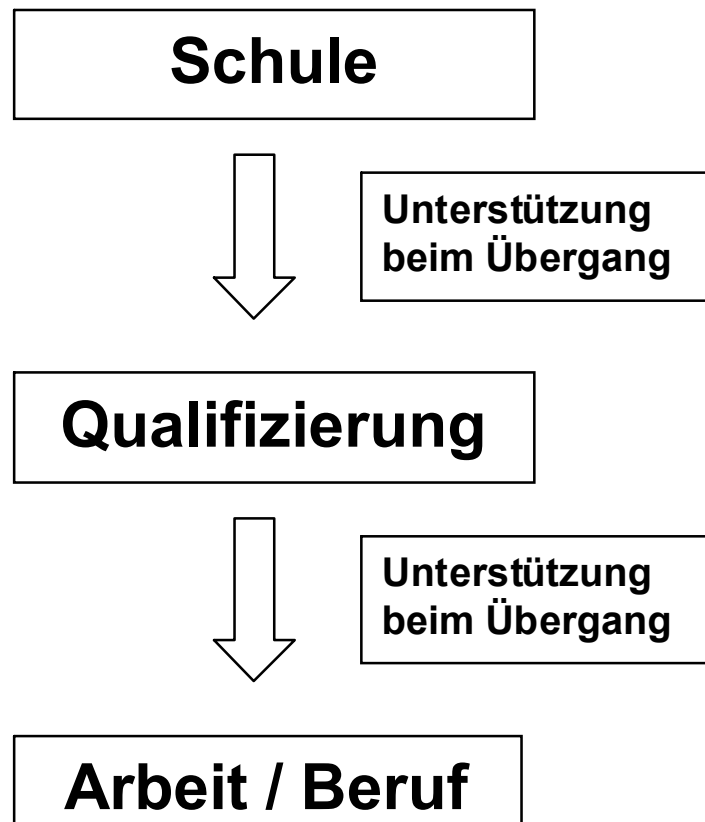 Schule
Unterstützung
beim Übergang
Qualifizierung
Unterstützung
beim Übergang
Arbeit / Beruf